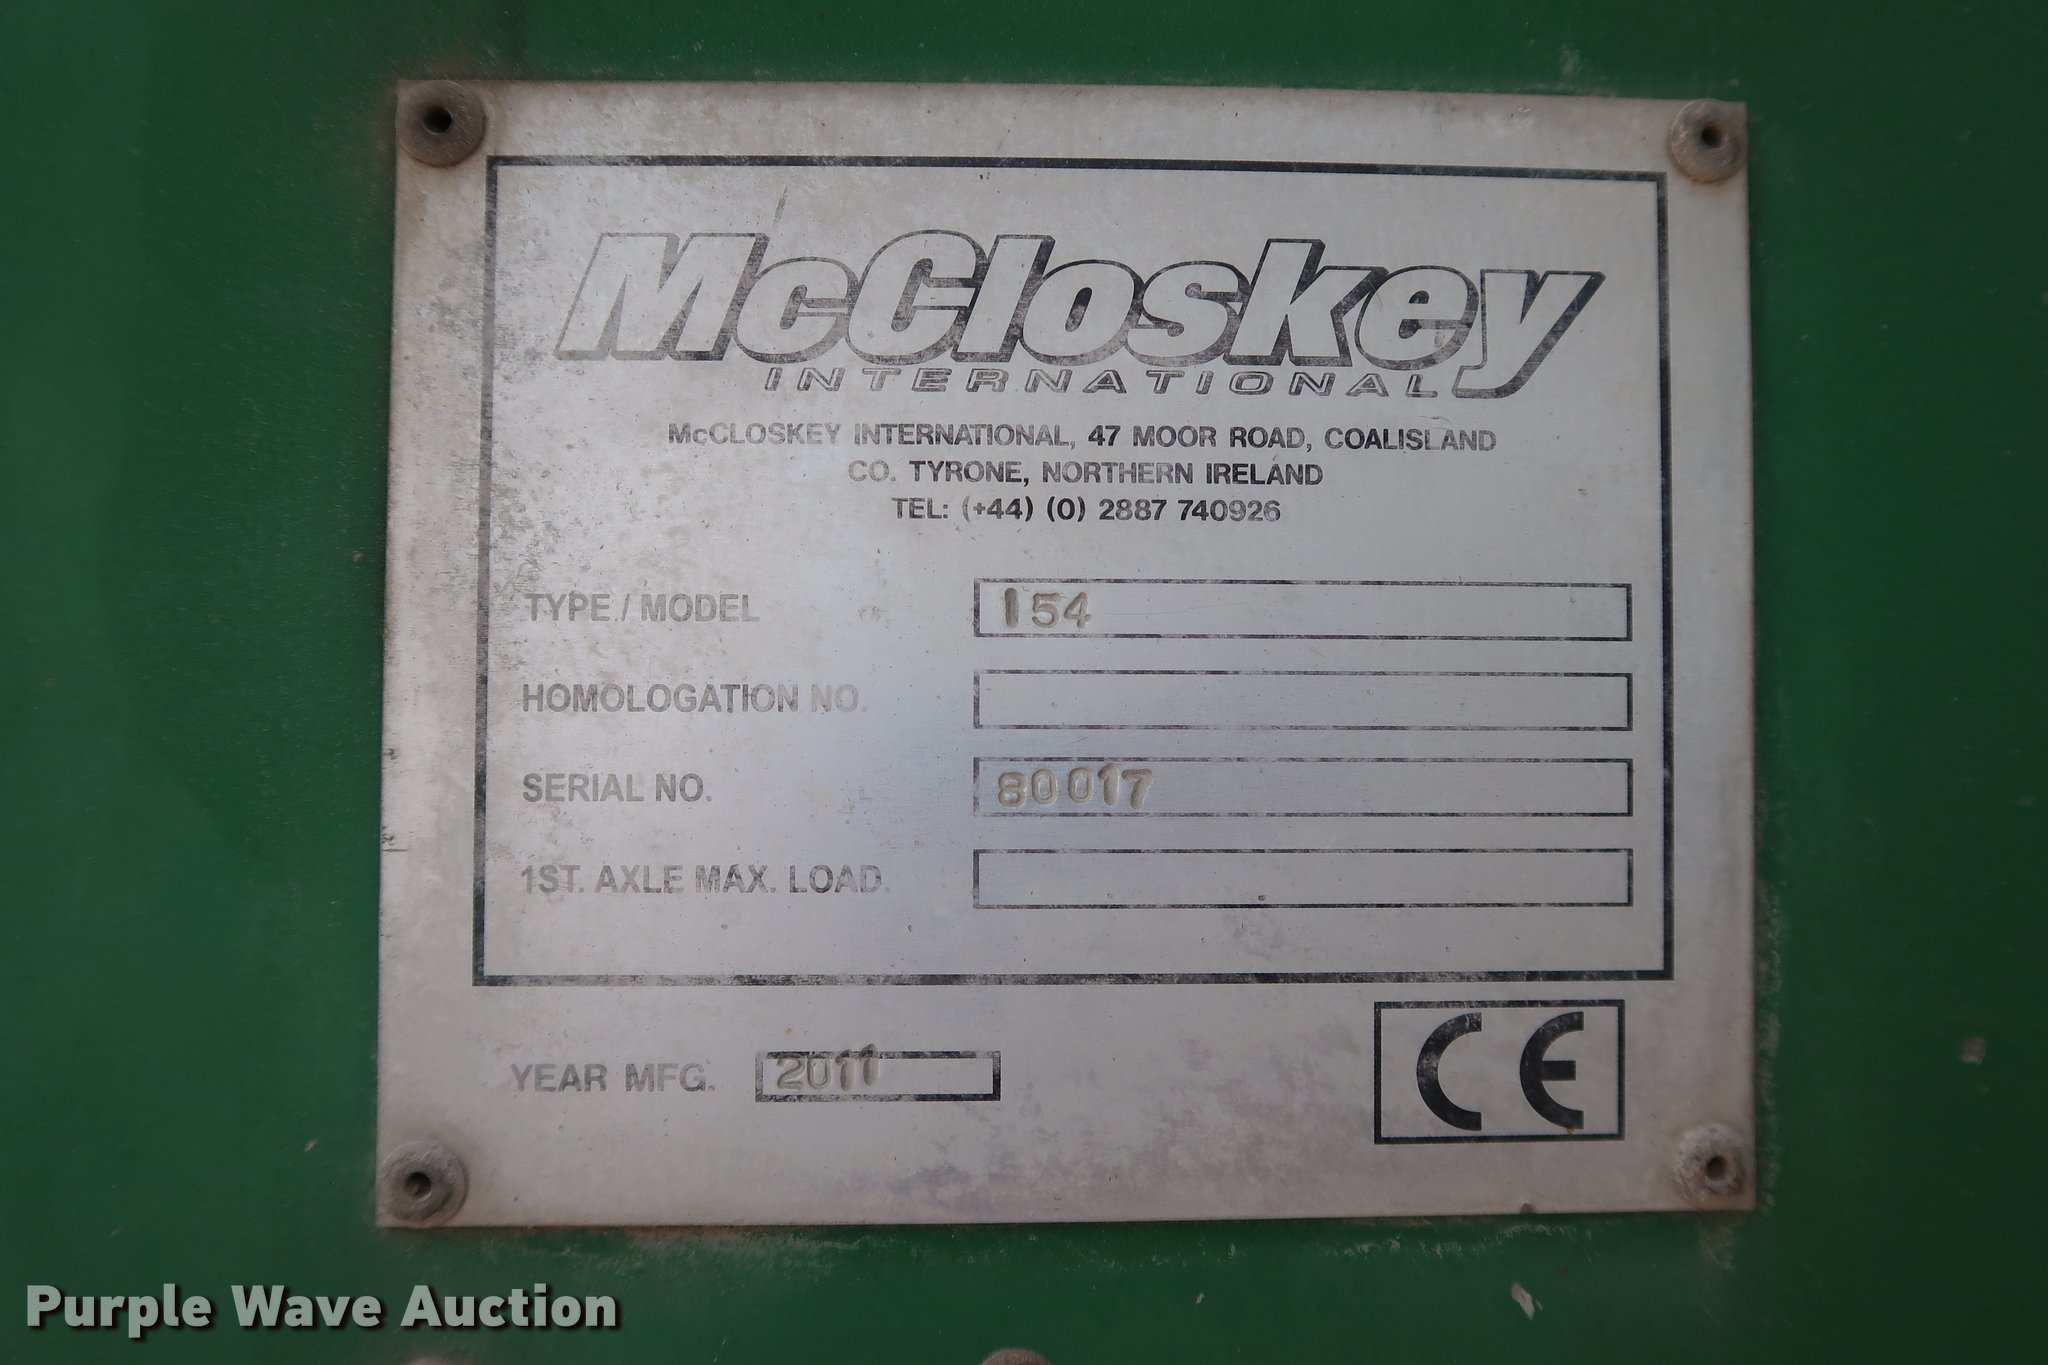 McCloskey
INTERNATIONAL
McCLOSKEY INTERNATIONAL, 47 MOOR ROAD, COALISLAND
CO. TYRONE, NORTHERN IRELAND
TEL: (+44) (0) 2887 740926
TYPE / MODEL I54
HOMOLOGATION NO.
SERIAL NO. 80017
1ST. AXLE MAX. LOAD.
YEAR MFG. 2011
CE
Purple Wave Auction